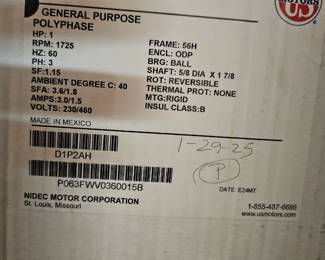 GENERAL PURPOSE
POLYPHASE
HP: 1
RPM: 1725
HZ: 60
PH: 3
SF:1.15
AMBIENT DEGREE C: 40
SFA: 3.6/1.8
AMPS:3.0/1.5
VOLTS: 230/460
FRAME: 56H
ENCL: ODP
BRG: BALL
SHAFT: 5/8 DIA X 1 7/8
ROT: REVERSIBLE
THERMAL PROT: NONE
MTG:RIGID
INSUL CLASS:B
MOTORS
US
MADE IN MEXICO
D1P2AH
1-29-25
P
P063FWV0360015B
DATE: E24MT
NIDEC MOTOR CORPORATION
St. Louis, Missouri
1-855-487-6686
www.usmotors.com